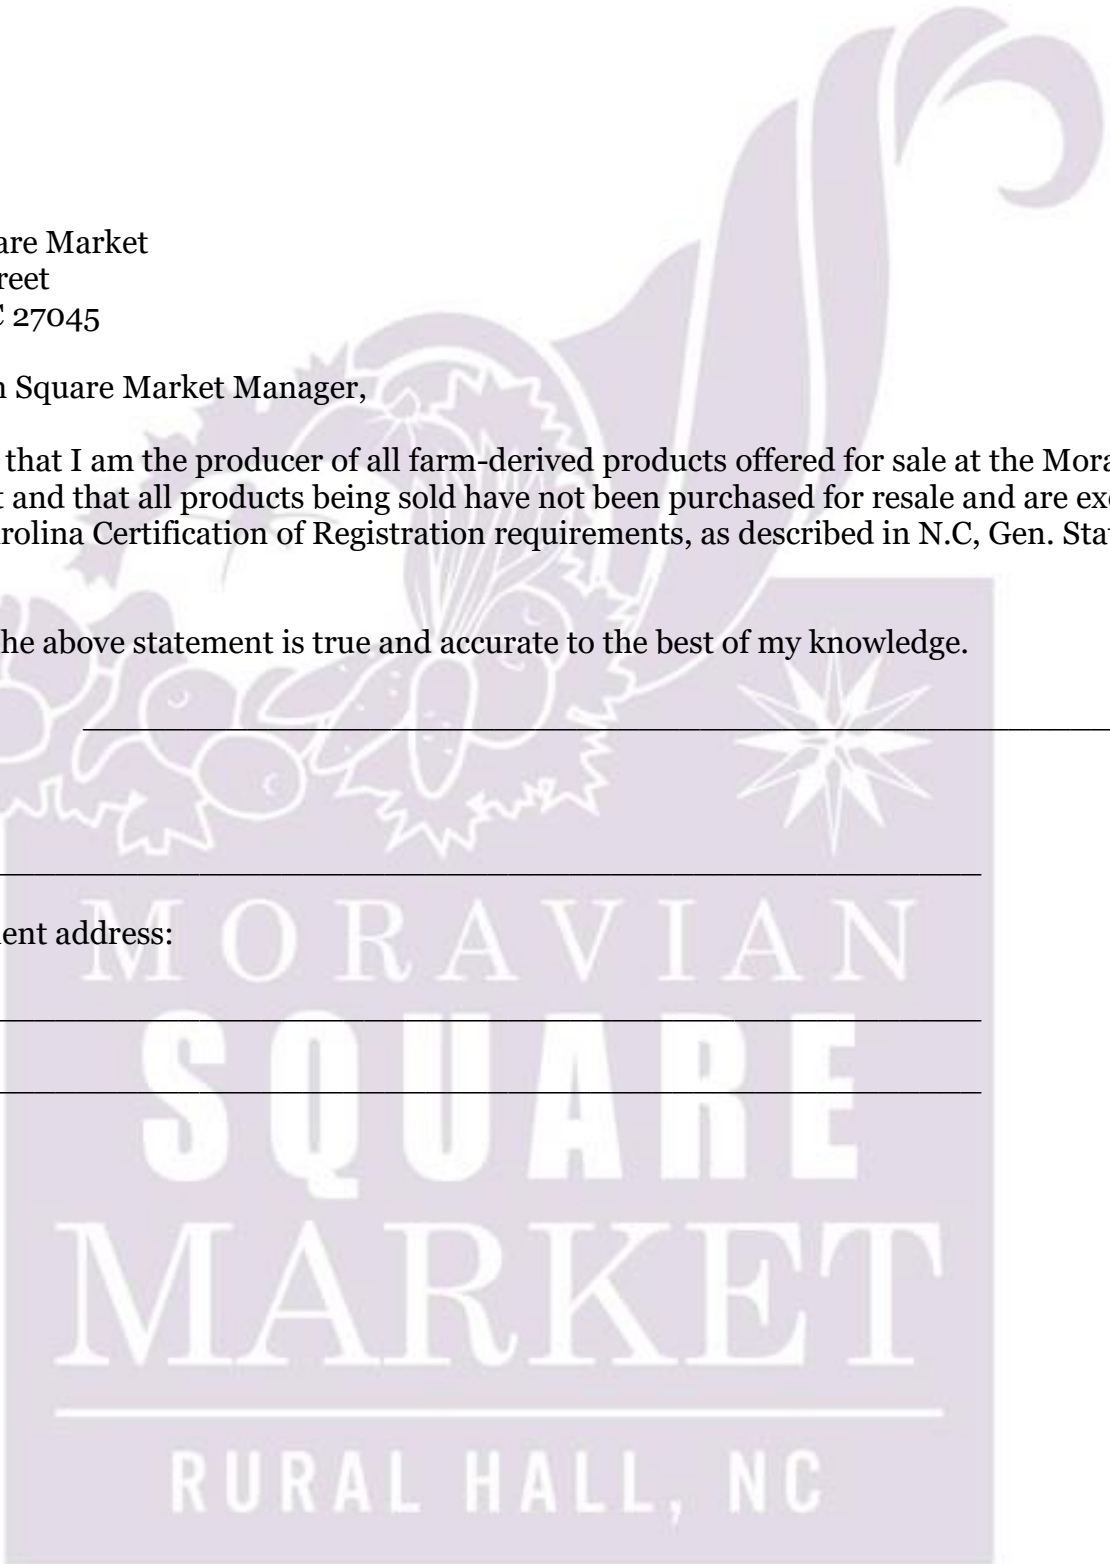 are Market
reet
C 27045
n Square Market Manager,
that I am the producer of all farm-derived products offered for sale at the Mora
t and that all products being sold have not been purchased for resale and are exe
rolina Certification of Registration requirements, as described in N.C, Gen. Stat
he above statement is true and accurate to the best of my knowledge.
ent address:
MORAVIAN
SQUARE
MARKET
RURAL HALL, NC